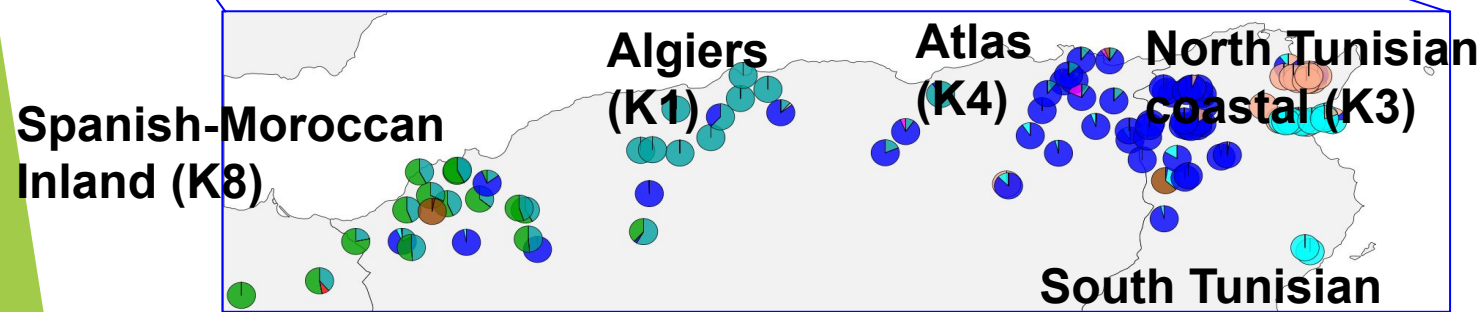 Spanish-Moroccan
Inland (K8)
Algiers
(K1)
Atlas
(K4)
North Tunisian
coastal (K3)
South Tunisian